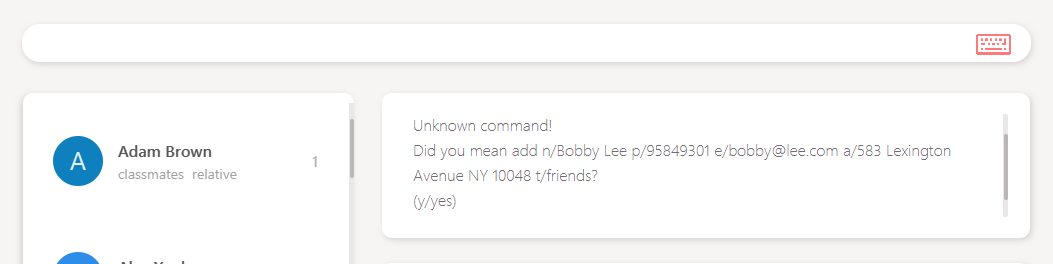 A
Adam Brown
1
classmates relative
Unknown command!
Did you mean add n/Bobby Lee p/95849301 e/bobby@lee.com a/583 Lexington
Avenue NY 10048 t/friends?
(y/yes)